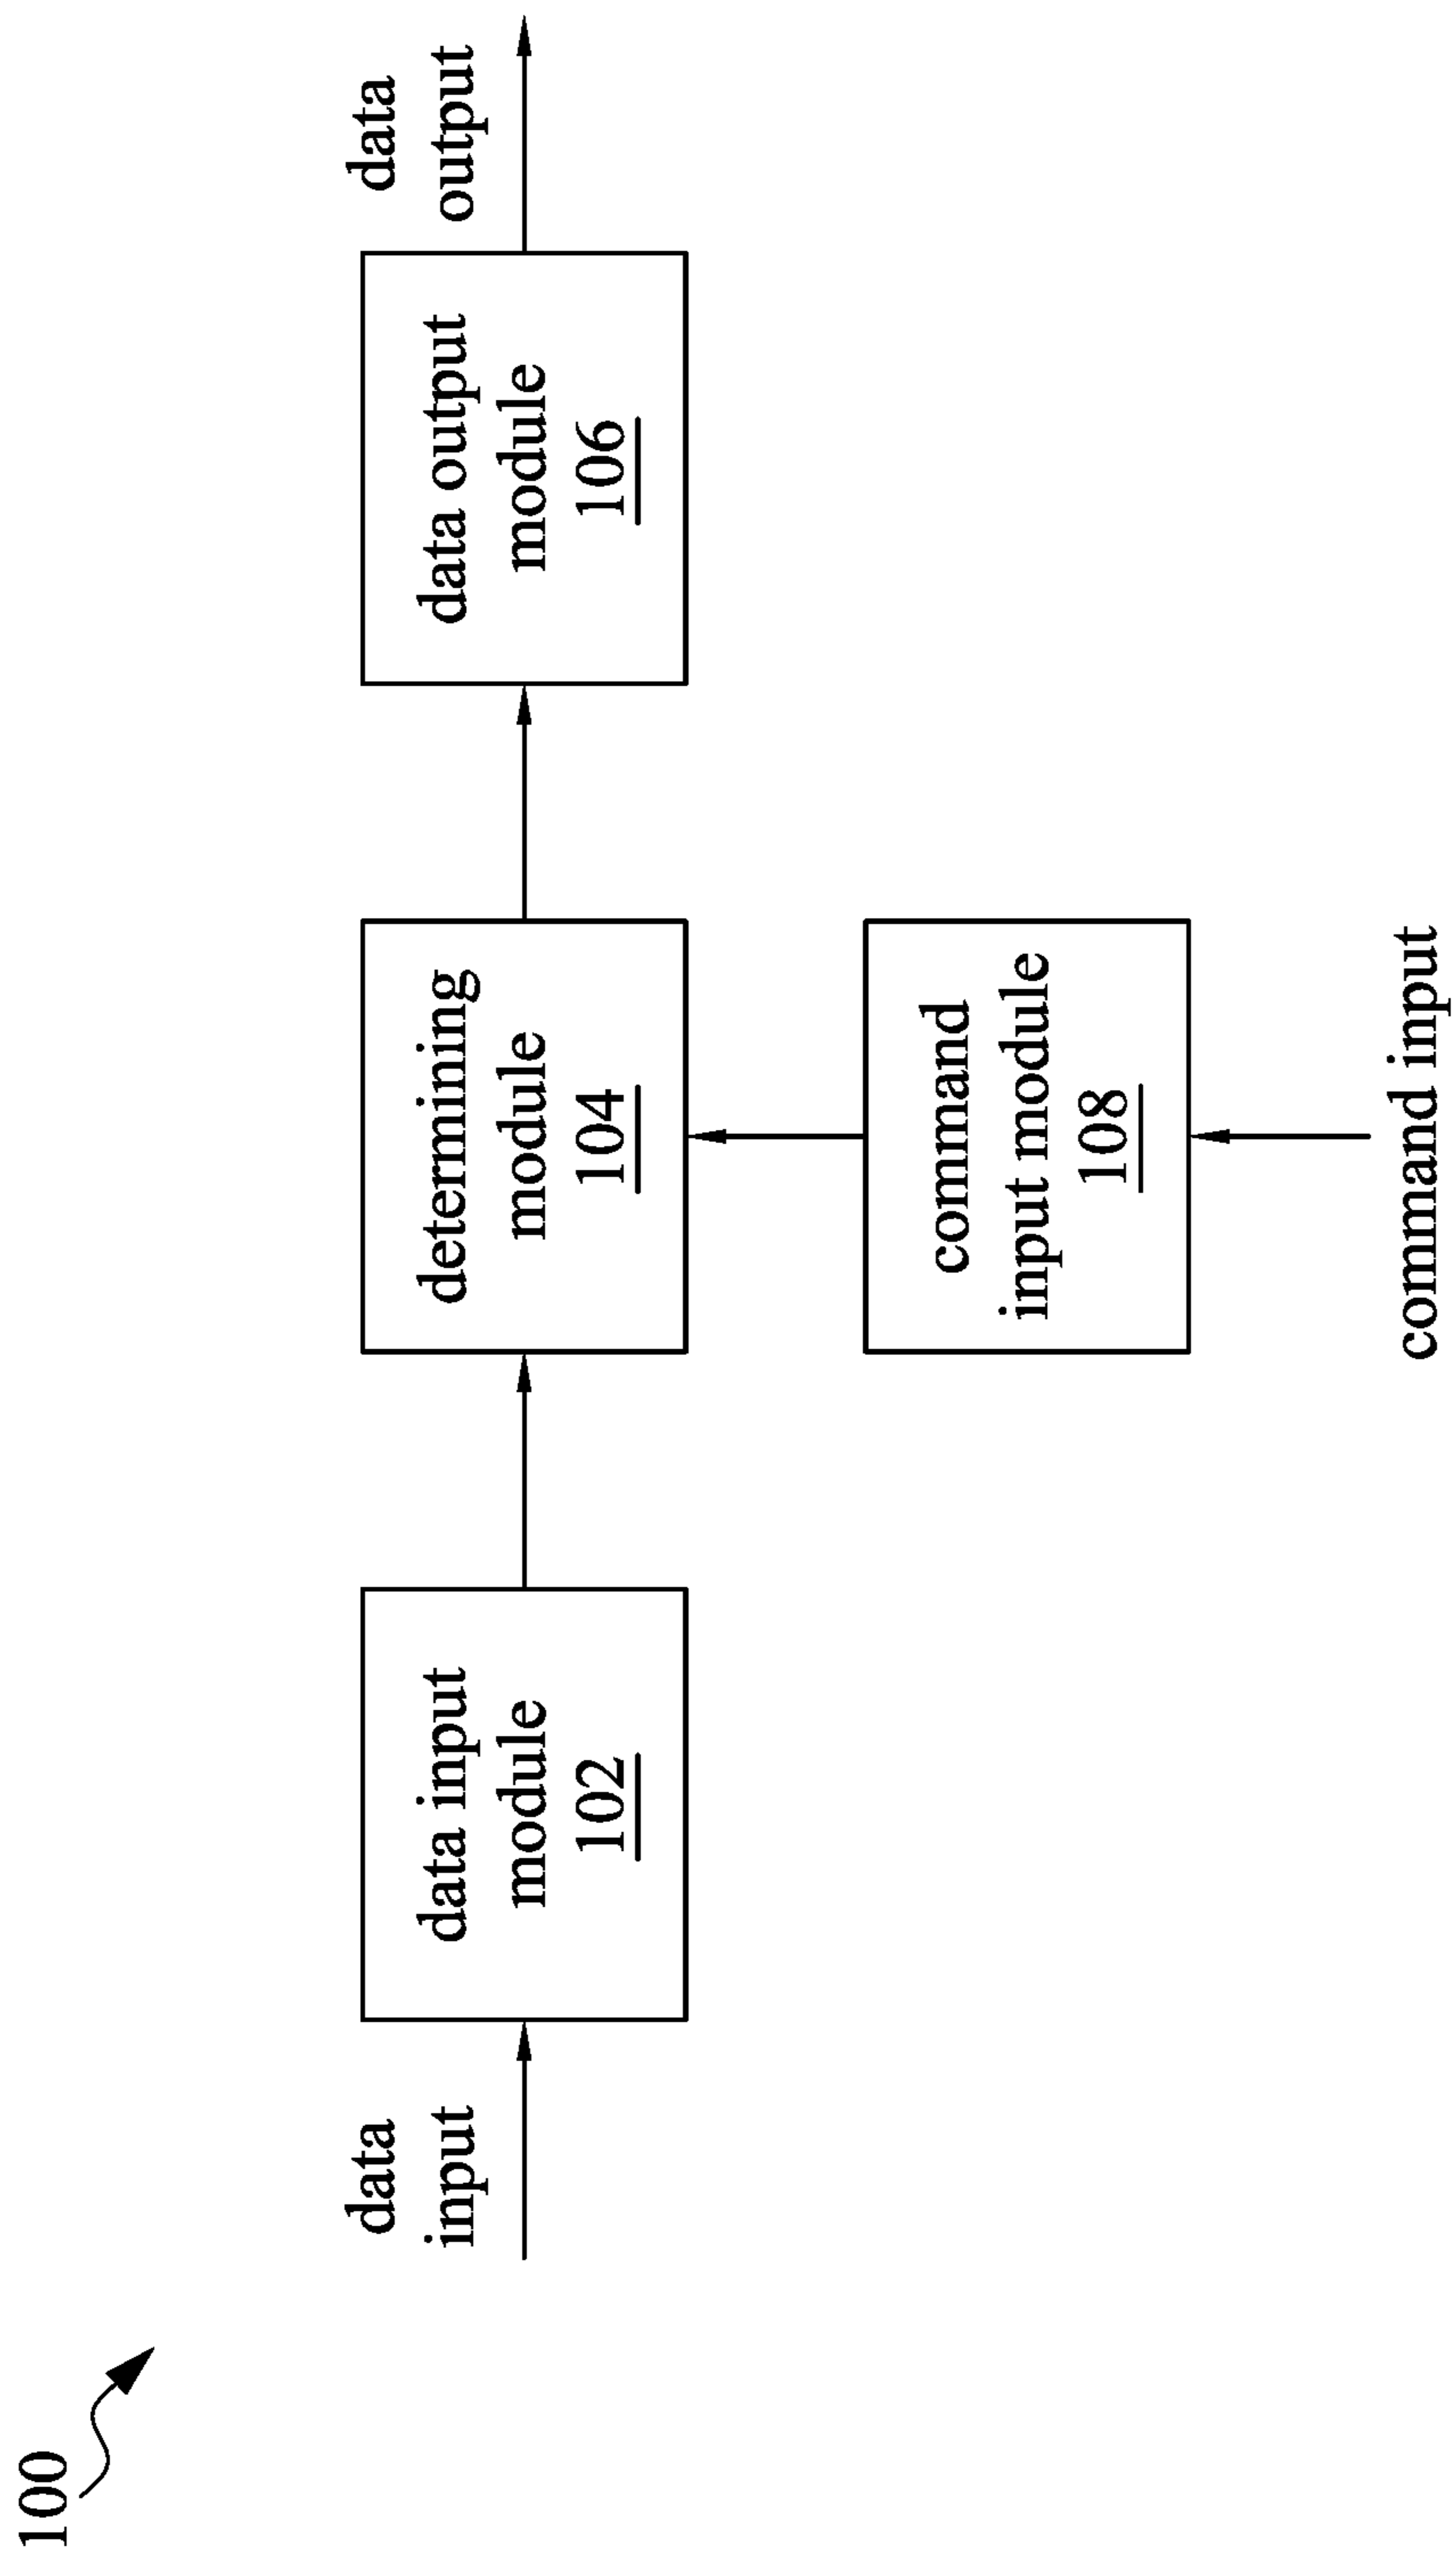 100
data
input
data input
module
102
determining
module
104
data output
module
106
data
output
command
input module
108
command input